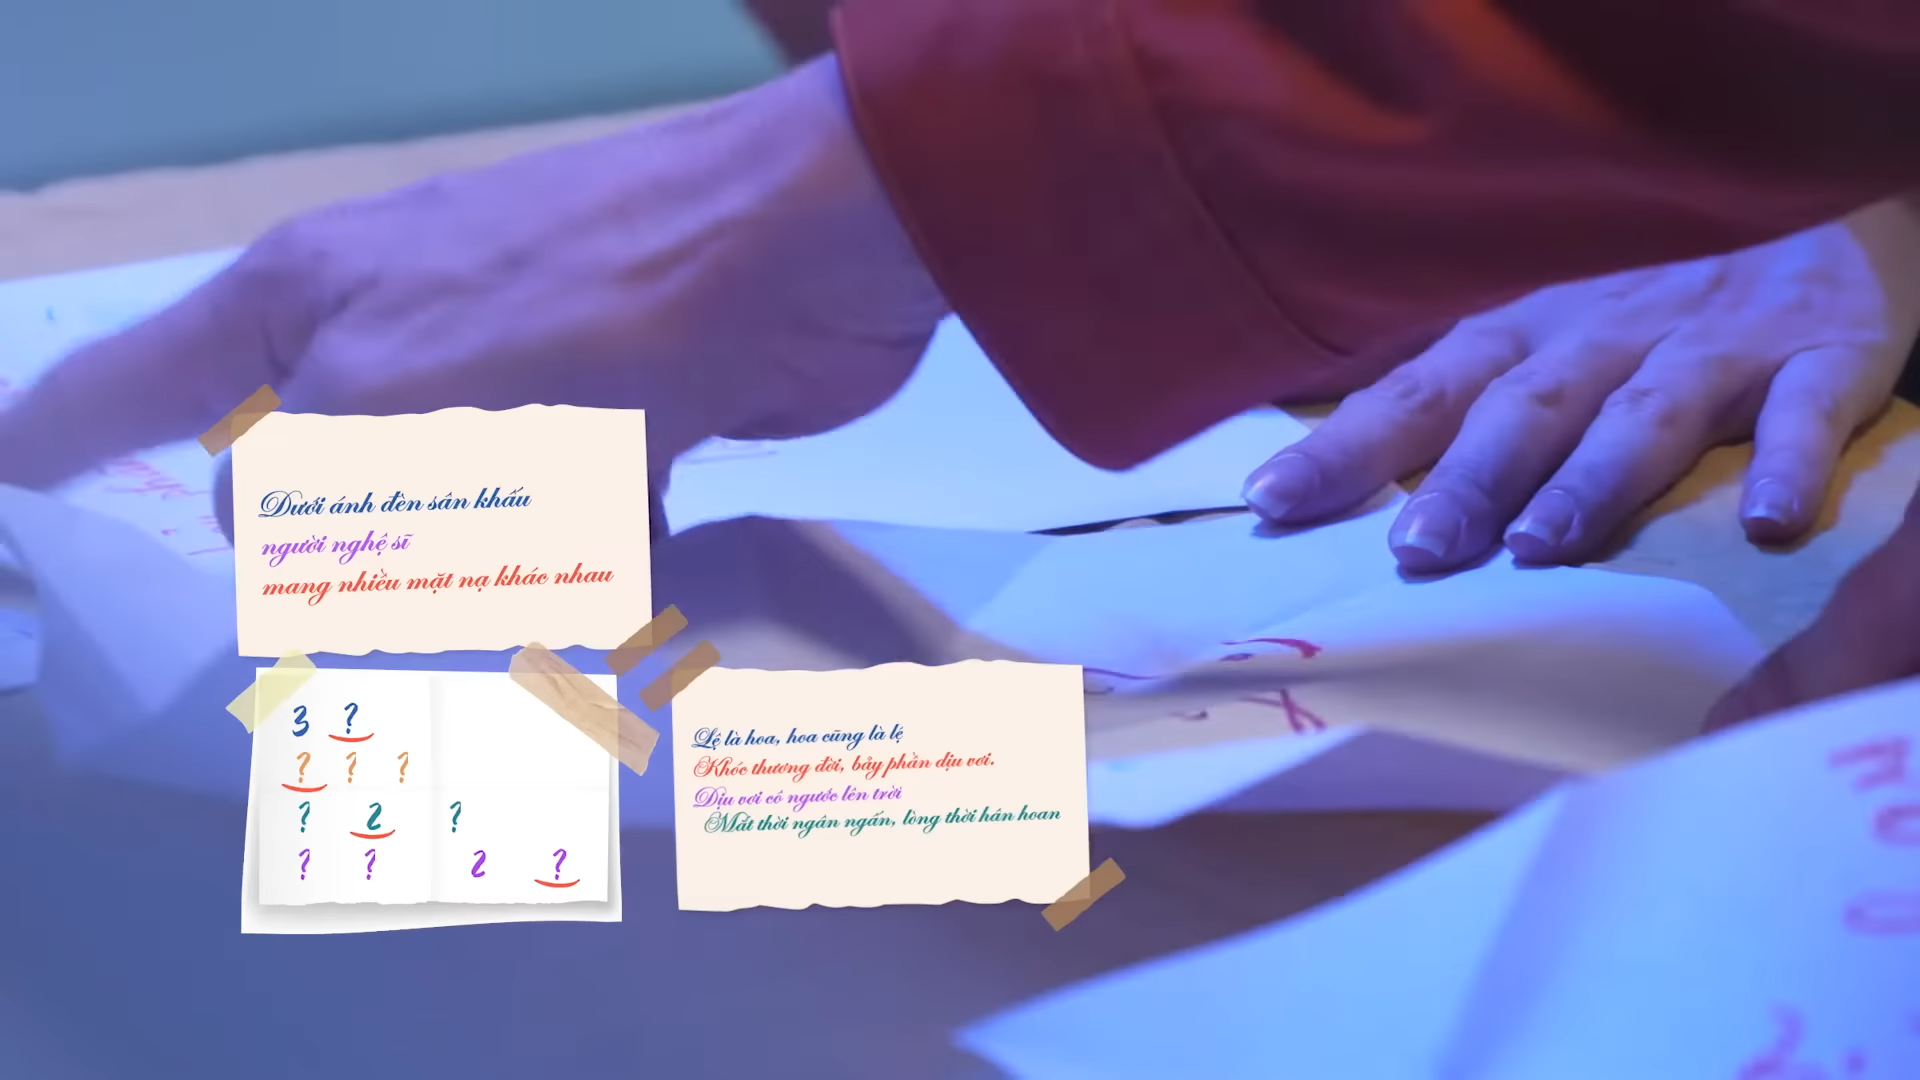 Dưới ánh đèn sân khấu
người nghệ sĩ
mang nhiều mặt nạ khác nhau
3 ?
? ? ?
? 2 ?
? ? 2 ?
Lệ là hoa, hoa cũng là lệ
Khóc thương đời, bảy phần dịu vơi.
Dịu vơi có ngước lên trời
Mắt thời ngân ngấn, lòng thời hân hoan